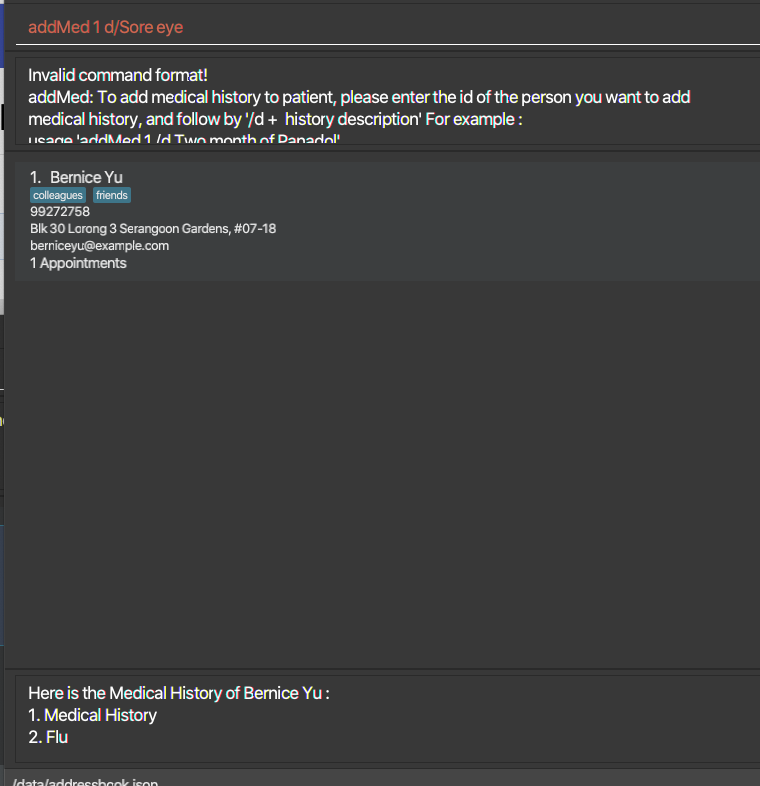 addMed 1 d/Sore eye
Invalid command format!
addMed: To add medical history to patient, please enter the id of the person you want to add
medical history, and follow by '/d + history description' For example :
usage 'addMed 1 /d Two month of Panadol'
1. Bernice Yu
colleagues friends
99272758
Blk 30 Lorong 3 Serangoon Gardens, #07-18
berniceyu@example.com
1 Appointments
Here is the Medical History of Bernice Yu :
1. Medical History
2. Flu
/data/addressbook.json